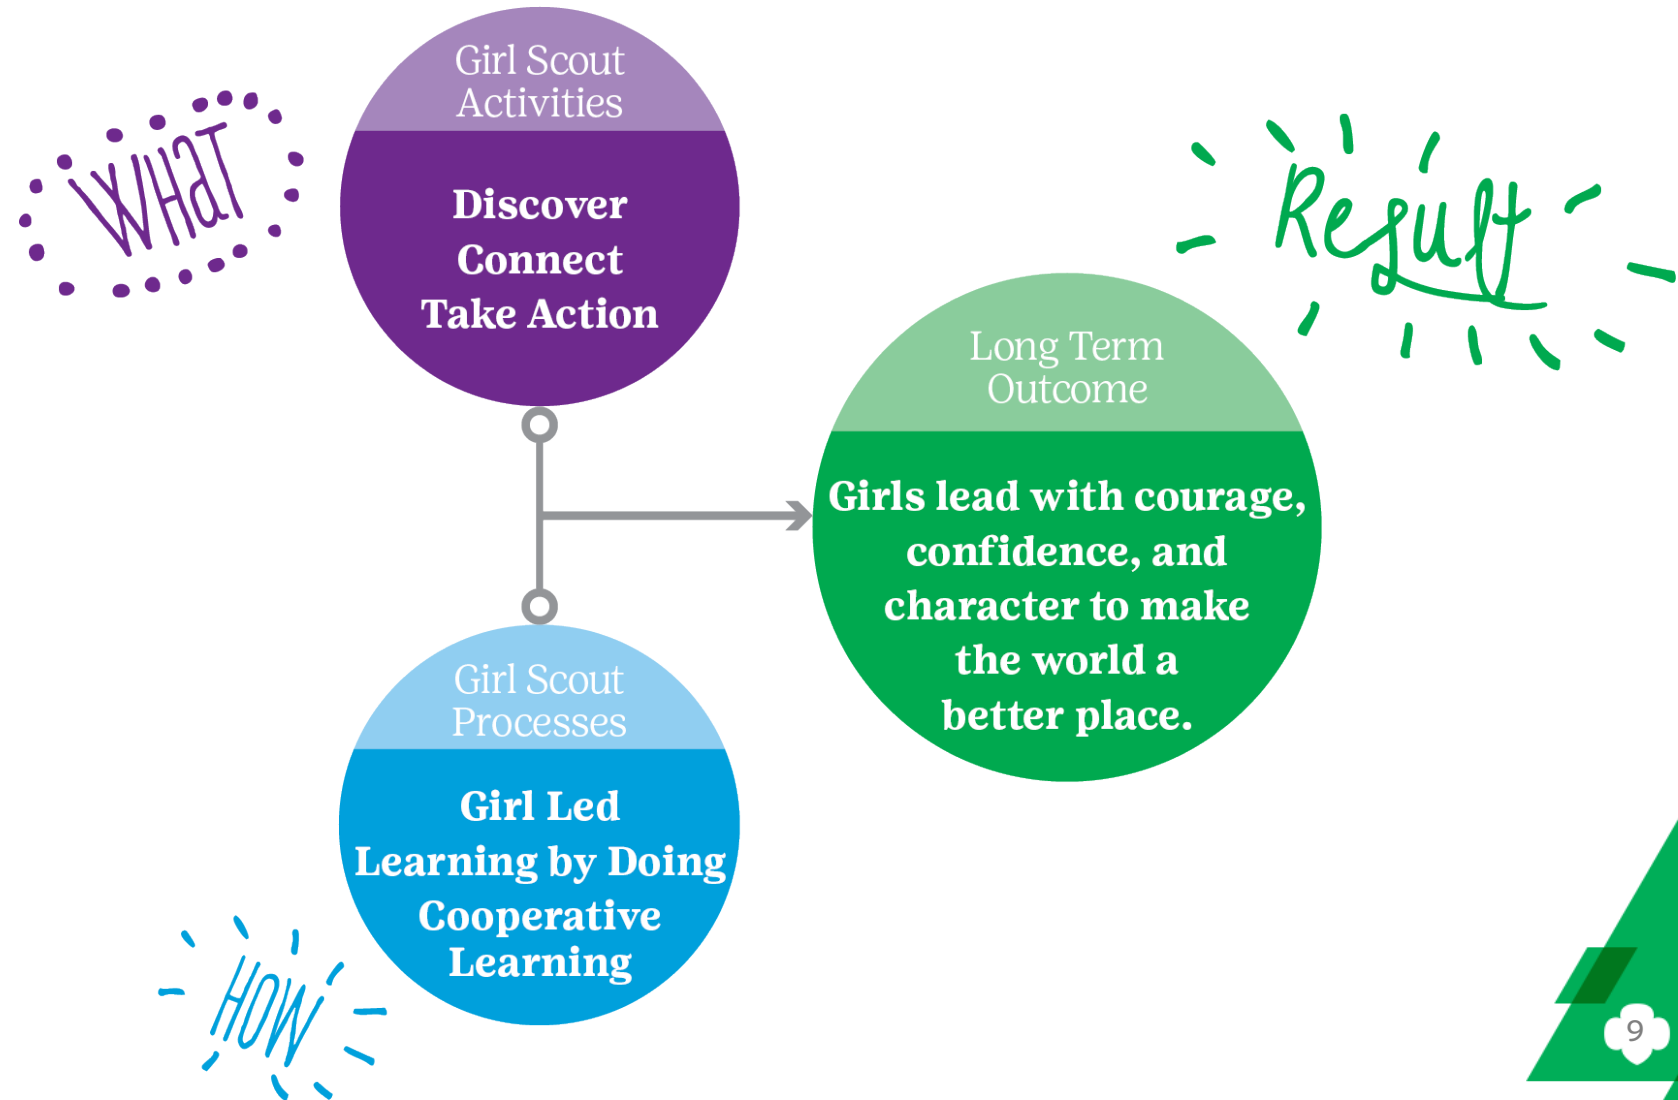 WHaT
Girl Scout
Activities
Discover
Connect
Take Action
Result
Long Term
Outcome
Girls lead with courage,
confidence, and
character to make
the world a
better place.
Girl Scout
Processes
Girl Led
Learning by Doing
Cooperative
Learning
HOW
9